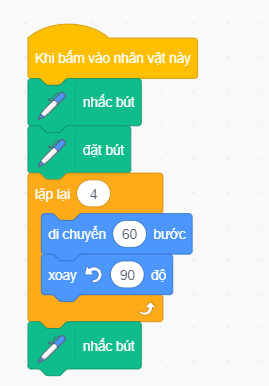 Khi bấm vào nhân vật này
nhấc bút
đặt bút
lặp lại 4
di chuyển 60 bước
xoay 90 độ
nhấc bút